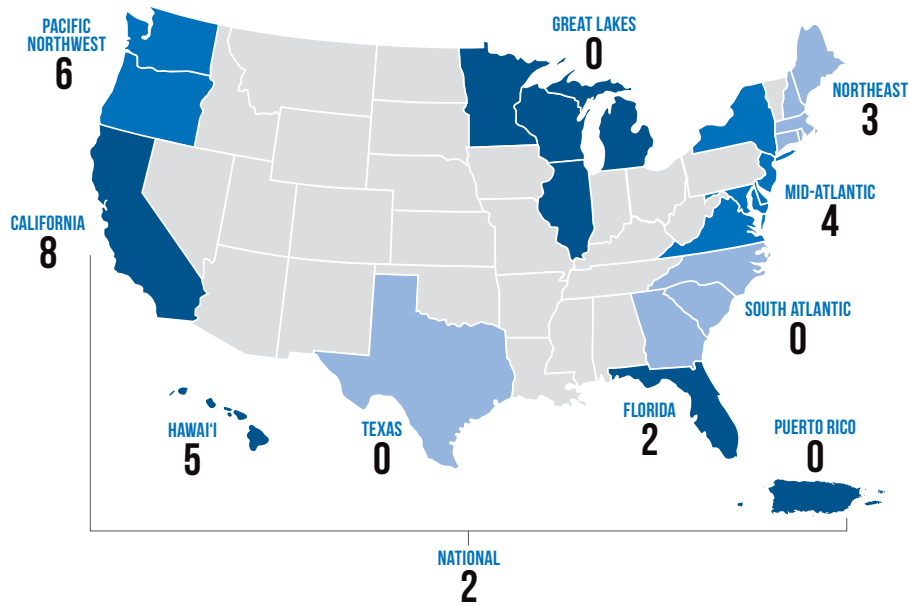 PACIFIC
NORTHWEST
6
GREAT LAKES
0
NORTHEAST
3
MID-ATLANTIC
4
CALIFORNIA
8
SOUTH ATLANTIC
0
HAWAI‘I
5
TEXAS
0
FLORIDA
2
PUERTO RICO
0
NATIONAL
2